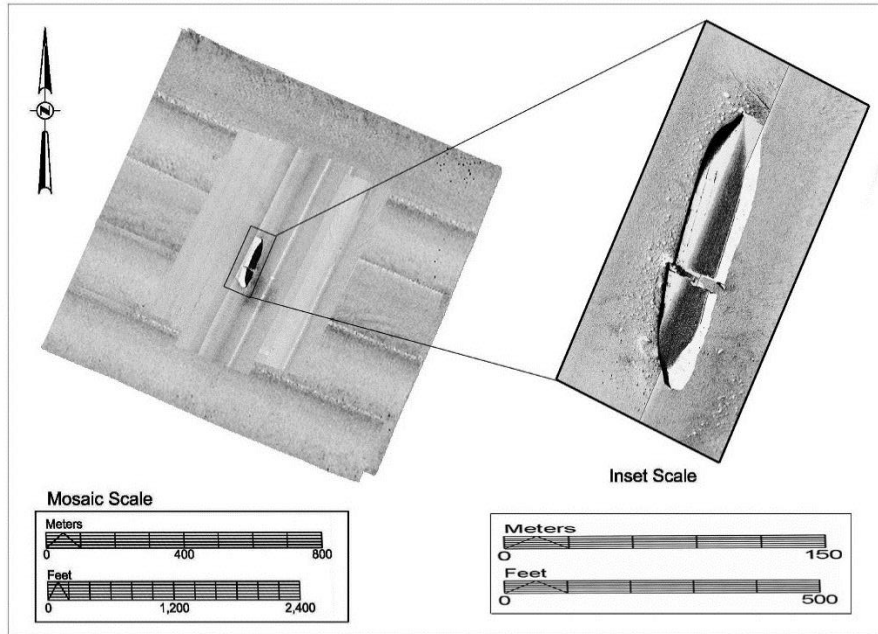 N
Inset Scale
Mosaic Scale
Meters
0 400 800
Feet
0 1,200 2,400
Meters
0 150
Feet
0 500